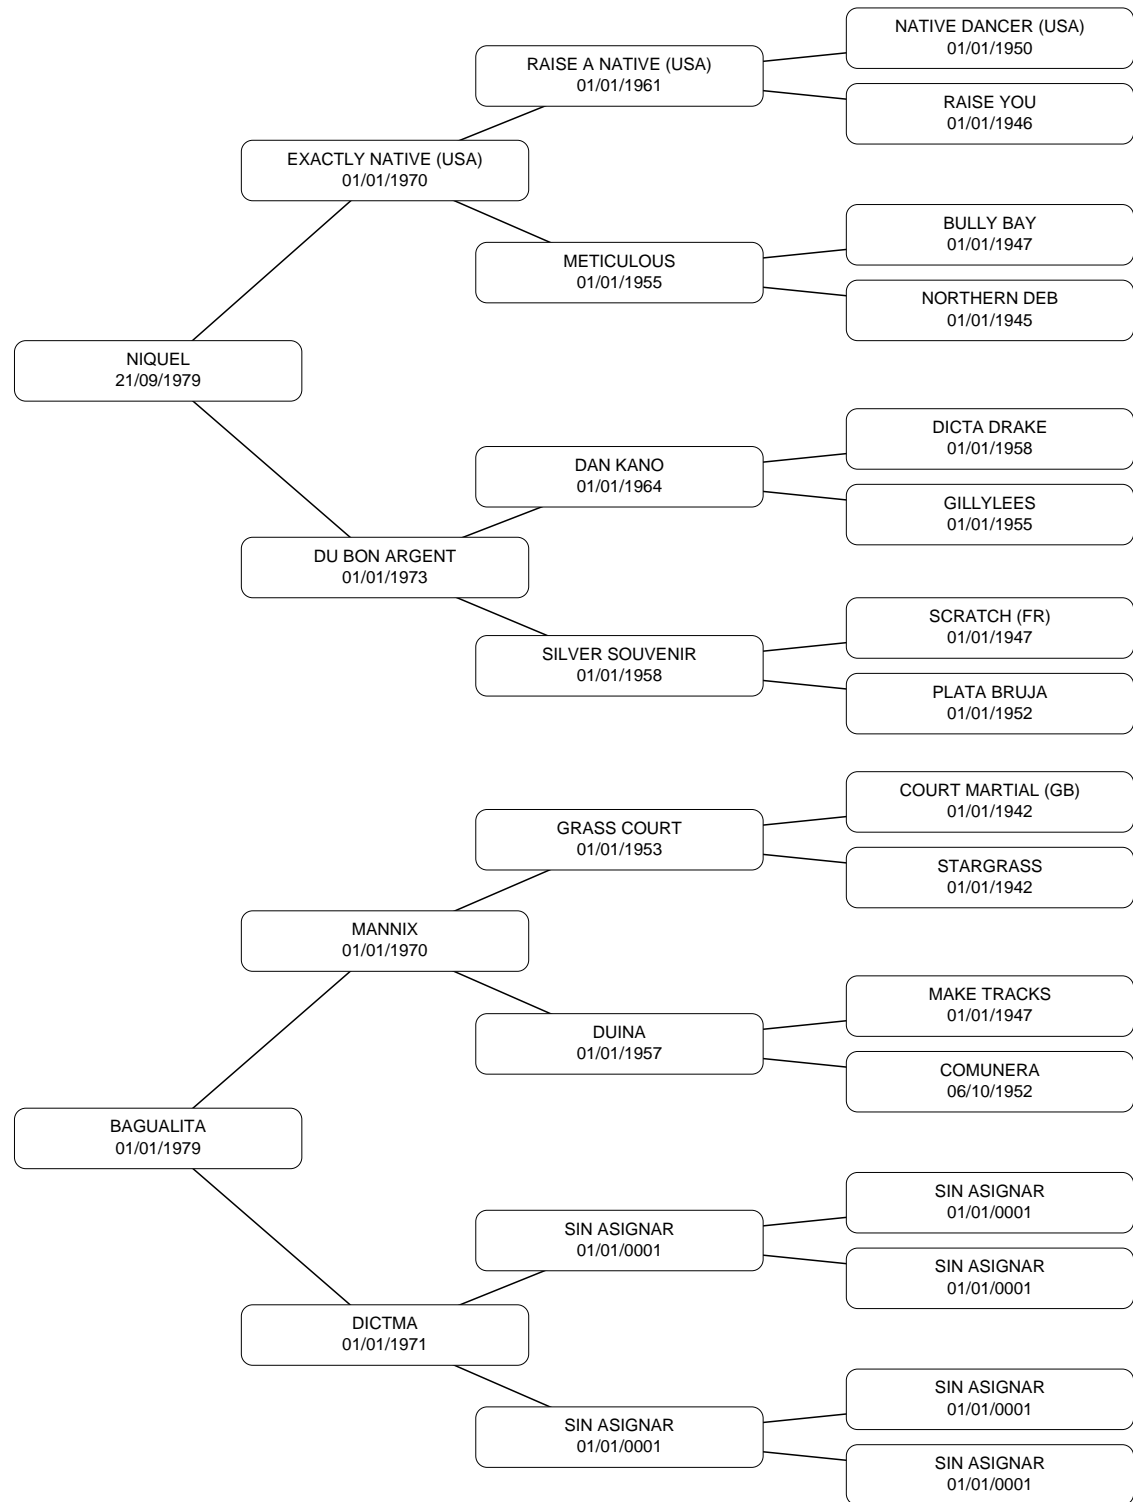 NATIVE DANCER (USA)
01/01/1950
RAISE A NATIVE (USA)
01/01/1961
RAISE YOU
01/01/1946
EXACTLY NATIVE (USA)
01/01/1970
BULLY BAY
01/01/1947
METICULOUS
01/01/1955
NORTHERN DEB
01/01/1945
NIQUEL
21/09/1979
DICTA DRAKE
01/01/1958
DAN KANO
01/01/1964
GILLYLEES
01/01/1955
DU BON ARGENT
01/01/1973
SCRATCH (FR)
01/01/1947
SILVER SOUVENIR
01/01/1958
PLATA BRUJA
01/01/1952
COURT MARTIAL (GB)
01/01/1942
GRASS COURT
01/01/1953
STARGRASS
01/01/1942
MANNIX
01/01/1970
MAKE TRACKS
01/01/1947
DUINA
01/01/1957
COMUNERA
06/10/1952
BAGUALITA
01/01/1979
SIN ASIGNAR
01/01/0001
SIN ASIGNAR
01/01/0001
SIN ASIGNAR
01/01/0001
DICTMA
01/01/1971
SIN ASIGNAR
01/01/0001
SIN ASIGNAR
01/01/0001
SIN ASIGNAR
01/01/0001